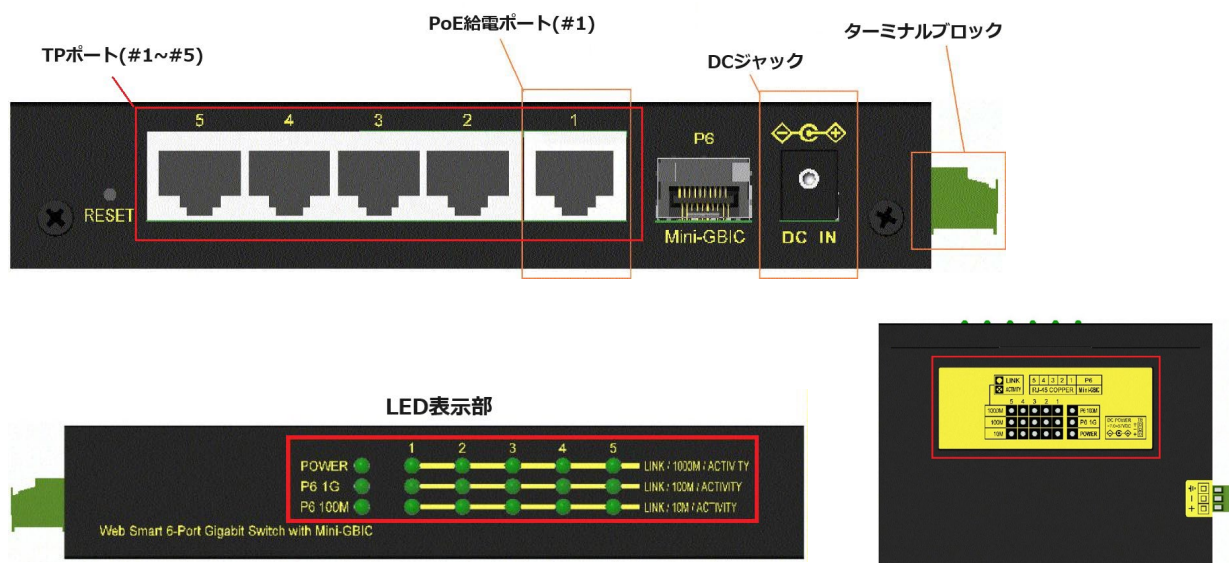 PoE給電ポート(#1)
ターミナルブロック
TPポート(#1~#5)
DCジャック
5 4 3 2 1
P6
RESET
Mini-GBIC
DC IN
LED表示部
1 2 3 4 5
POWER
LINK / 1000M / ACTIVITY
P6 1G
LINK / 100M / ACTIVITY
P6 100M
LINK / 10M / ACTIVITY
Web Smart 6-Port Gigabit Switch with Mini-GBIC
LINK
5 4 3 2 1 P6
ACTIVITY
RJ-45 COPPER Mini-GBIC
5 4 3 2 1
1000M
P6 100M
100M
P6 1G
10M
POWER
DC POWER